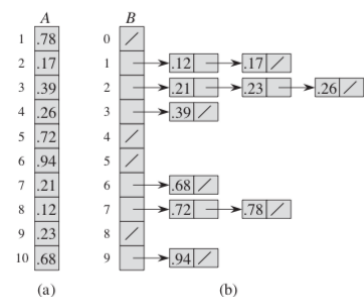 A B
1 .78 0
2 .17 1 .12 .17
3 .39 2 .21 .23 .26
4 .26 3 .39
5 .72 4
6 .94 5
7 .21 6 .68
8 .12 7 .72 .78
9 .23 8
10 .68 9 .94
(a) (b)